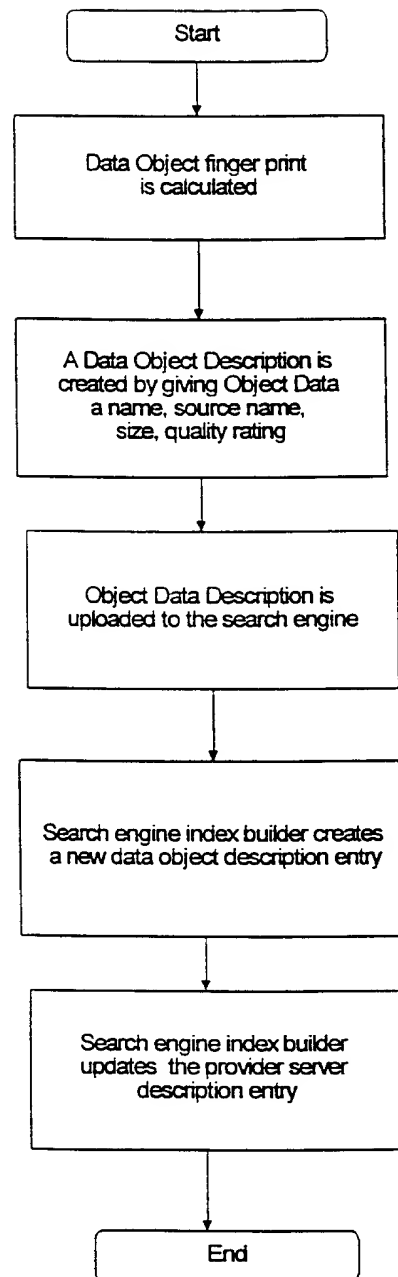 Start
Data Object finger print
is calculated
A Data Object Description is
created by giving Object Data
a name, source name,
size, quality rating
Object Data Description is
uploaded to the search engine
Search engine index builder creates
a new data object description entry
Search engine index builder
updates the provider server
description entry
End